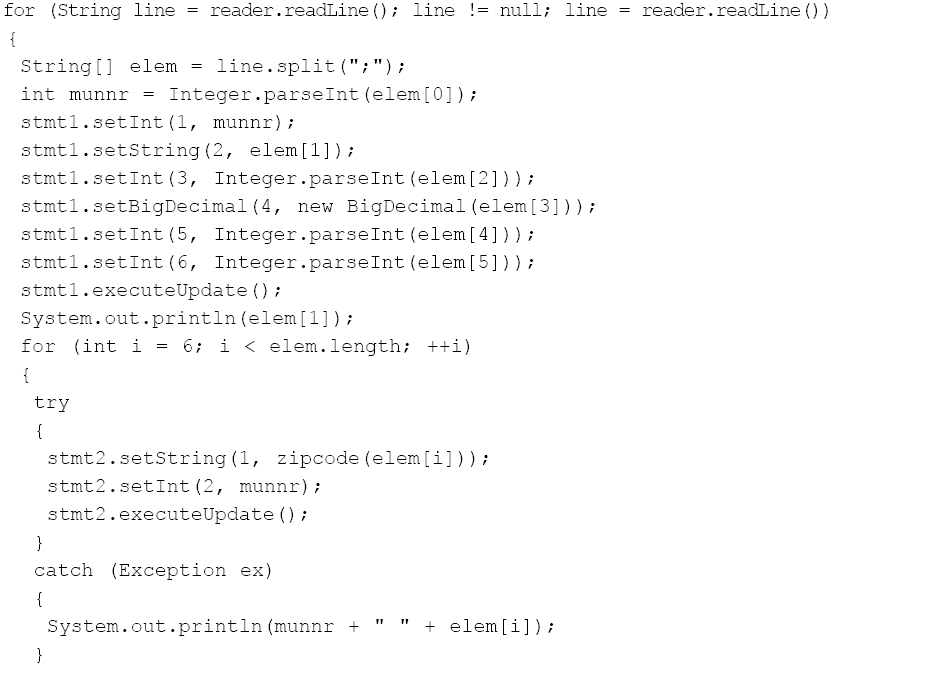 for (String line = reader.readLine(); line != null; line = reader.readLine())
{
String[] elem = line.split(";");
int munnr = Integer.parseInt(elem[0]);
stmt1.setInt(1, munnr);
stmt1.setString(2, elem[1]);
stmt1.setInt(3, Integer.parseInt(elem[2]));
stmt1.setBigDecimal(4, new BigDecimal(elem[3]));
stmt1.setInt(5, Integer.parseInt(elem[4]));
stmt1.setInt(6, Integer.parseInt(elem[5]));
stmt1.executeUpdate();
System.out.println(elem[1]);
for (int i = 6; i < elem.length; ++i)
{
try
{
stmt2.setString(1, zipcode(elem[i]));
stmt2.setInt(2, munnr);
stmt2.executeUpdate();
}
catch (Exception ex)
{
System.out.println(munnr + " " + elem[i]);
}